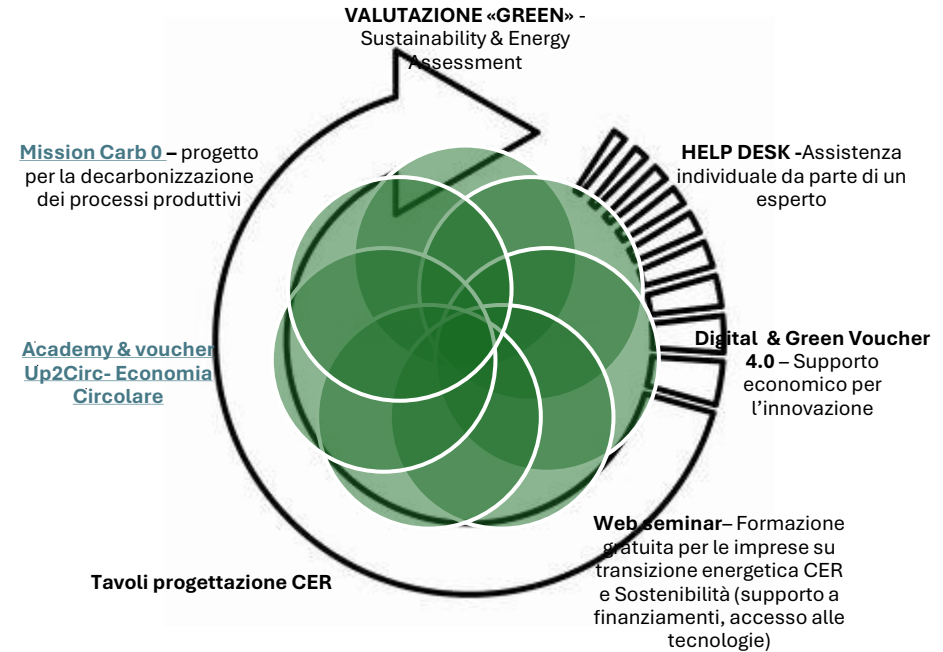 VALUTAZIONE «GREEN» -
Sustainability & Energy
Assessment
Mission Carb 0 – progetto
per la decarbonizzazione
dei processi produttivi
HELP DESK -Assistenza
individuale da parte di un
esperto
Academy & voucher
Up2Circ- Economia
Circolare
Digital & Green Voucher
4.0 – Supporto
economico per
l’innovazione
Web seminar– Formazione
gratuita per le imprese su
transizione energetica CER
e Sostenibilità (supporto a
finanziamenti, accesso alle
tecnologie)
Tavoli progettazione CER